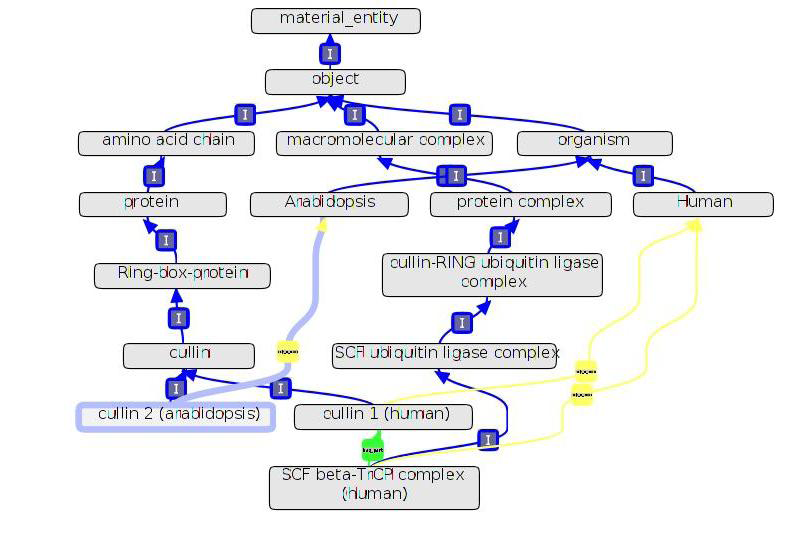 material_entity
I
object
I I I
amino acid chain macromolecular complex organism
I I I
protein Arabidopsis protein complex Human
I I
Ring-box-protein cullin-RING ubiquitin ligase
complex
I I
cullin SCF ubiquitin ligase complex
I I
cullin 2 (arabidopsis) cullin 1 (human)
I
SCF beta-TrCP complex
(human)